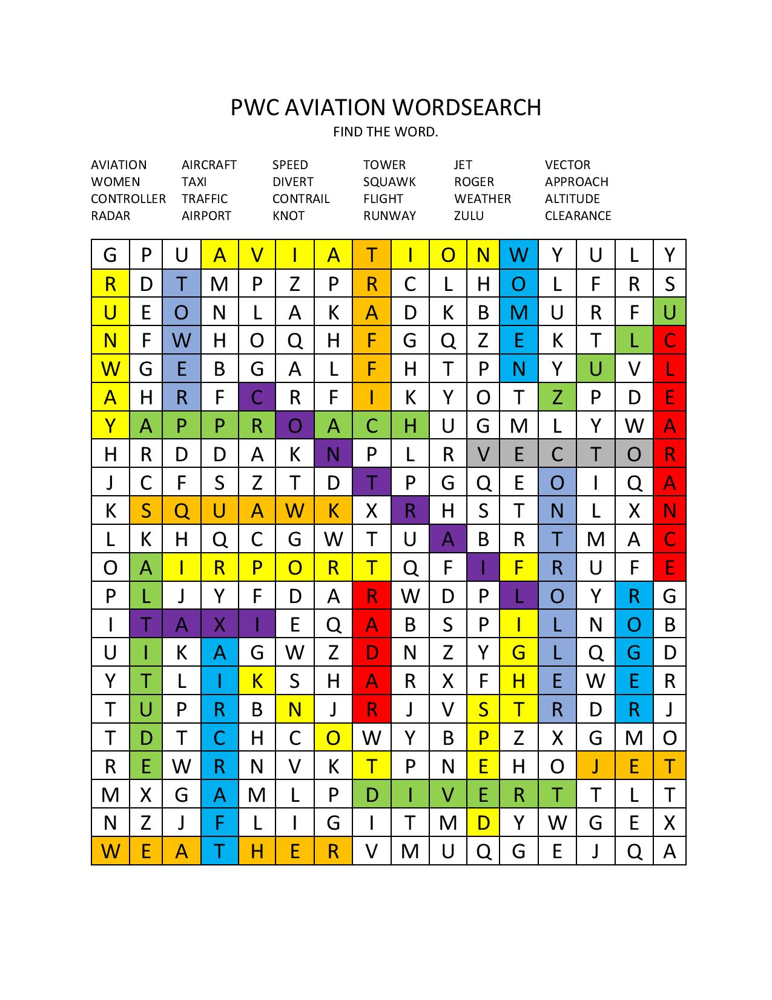 PWC AVIATION WORDSEARCH
FIND THE WORD.
AVIATION AIRCRAFT SPEED TOWER JET VECTOR
WOMEN TAXI DIVERT SQUAWK ROGER APPROACH
CONTROLLER TRAFFIC CONTRAIL FLIGHT WEATHER ALTITUDE
RADAR AIRPORT KNOT RUNWAY ZULU CLEARANCE
G P U A V I A T I O N W Y U L Y
R D T M P Z P R C L H O L F R S
U E O N L A K A D K B M U R F U
N F W H O Q H F G Q Z E K T L C
W G E B G A L F H T P N Y U V L
A H R F C R F I K Y O T Z P D E
Y A P P R O A C H U G M L Y W A
H R D D A K N P L R V E C T O R
J C F S Z T D T P G Q E O I Q A
K S Q U A W K X R H S T N L X N
L K H Q C G W T U A B R T M A C
O A I R P O R T Q F I F R U F E
P L J Y F D A R W D P L O Y R G
I T A X I E Q A B S P I L N O B
U I K A G W Z D N Z Y G L Q G D
Y T L I K S H A R X F H E W E R
T U P R B N J R J V S T R D R J
T D T C H C O W Y B P Z X G M O
R E W R N V K T P N E H O J E T
M X G A M L P D I V E R T T L T
N Z J F L I G I T M D Y W G E X
W E A T H E R V M U Q G E J Q A